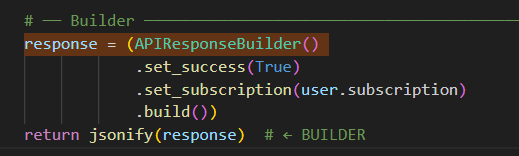 # — Builder ————————————————————————
response = (APIResponseBuilder()
            .set_success(True)
            .set_subscription(user.subscription)
            .build())
return jsonify(response)  # ← BUILDER